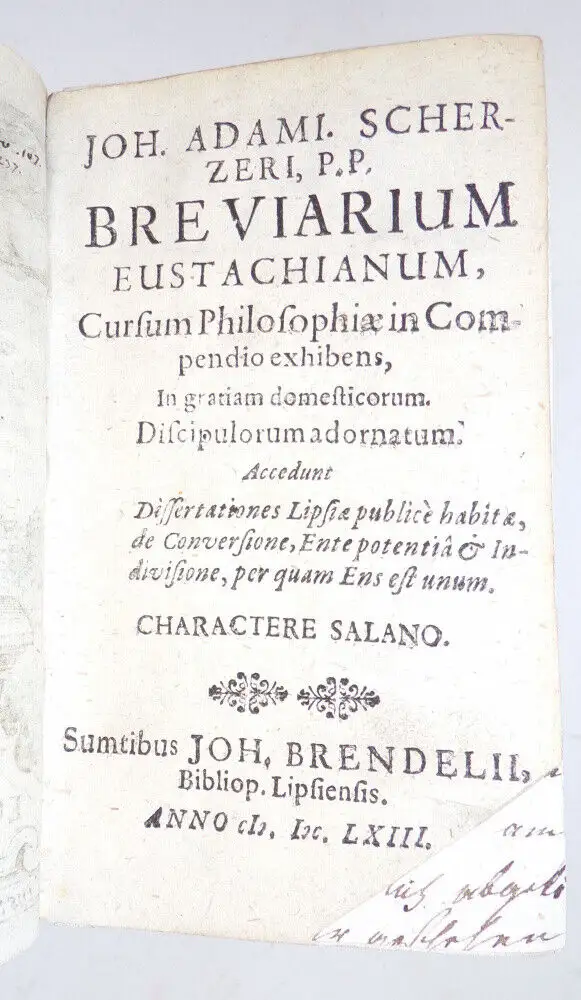 JOH. ADAMI. SCHER-
ZERI, P.P.
BREVIARIUM
EUSTACHIANUM,
Curſum Philoſophiæ in Com-
pendio exhibens,
In gratiam domeſticorum.
Diſcipulorum adornatum.
Accedunt
Diſſertationes Lipſiæ publicè habitæ,
de Converſione, Ente potentiâ & In-
diviſione, per quam Ens eſt unum.
CHARACTERE SALANO.
Sumtibus JOH. BRENDELII,
Bibliop. Lipſienſis.
ANNO cIɔ. Iɔc. LXIII.
am